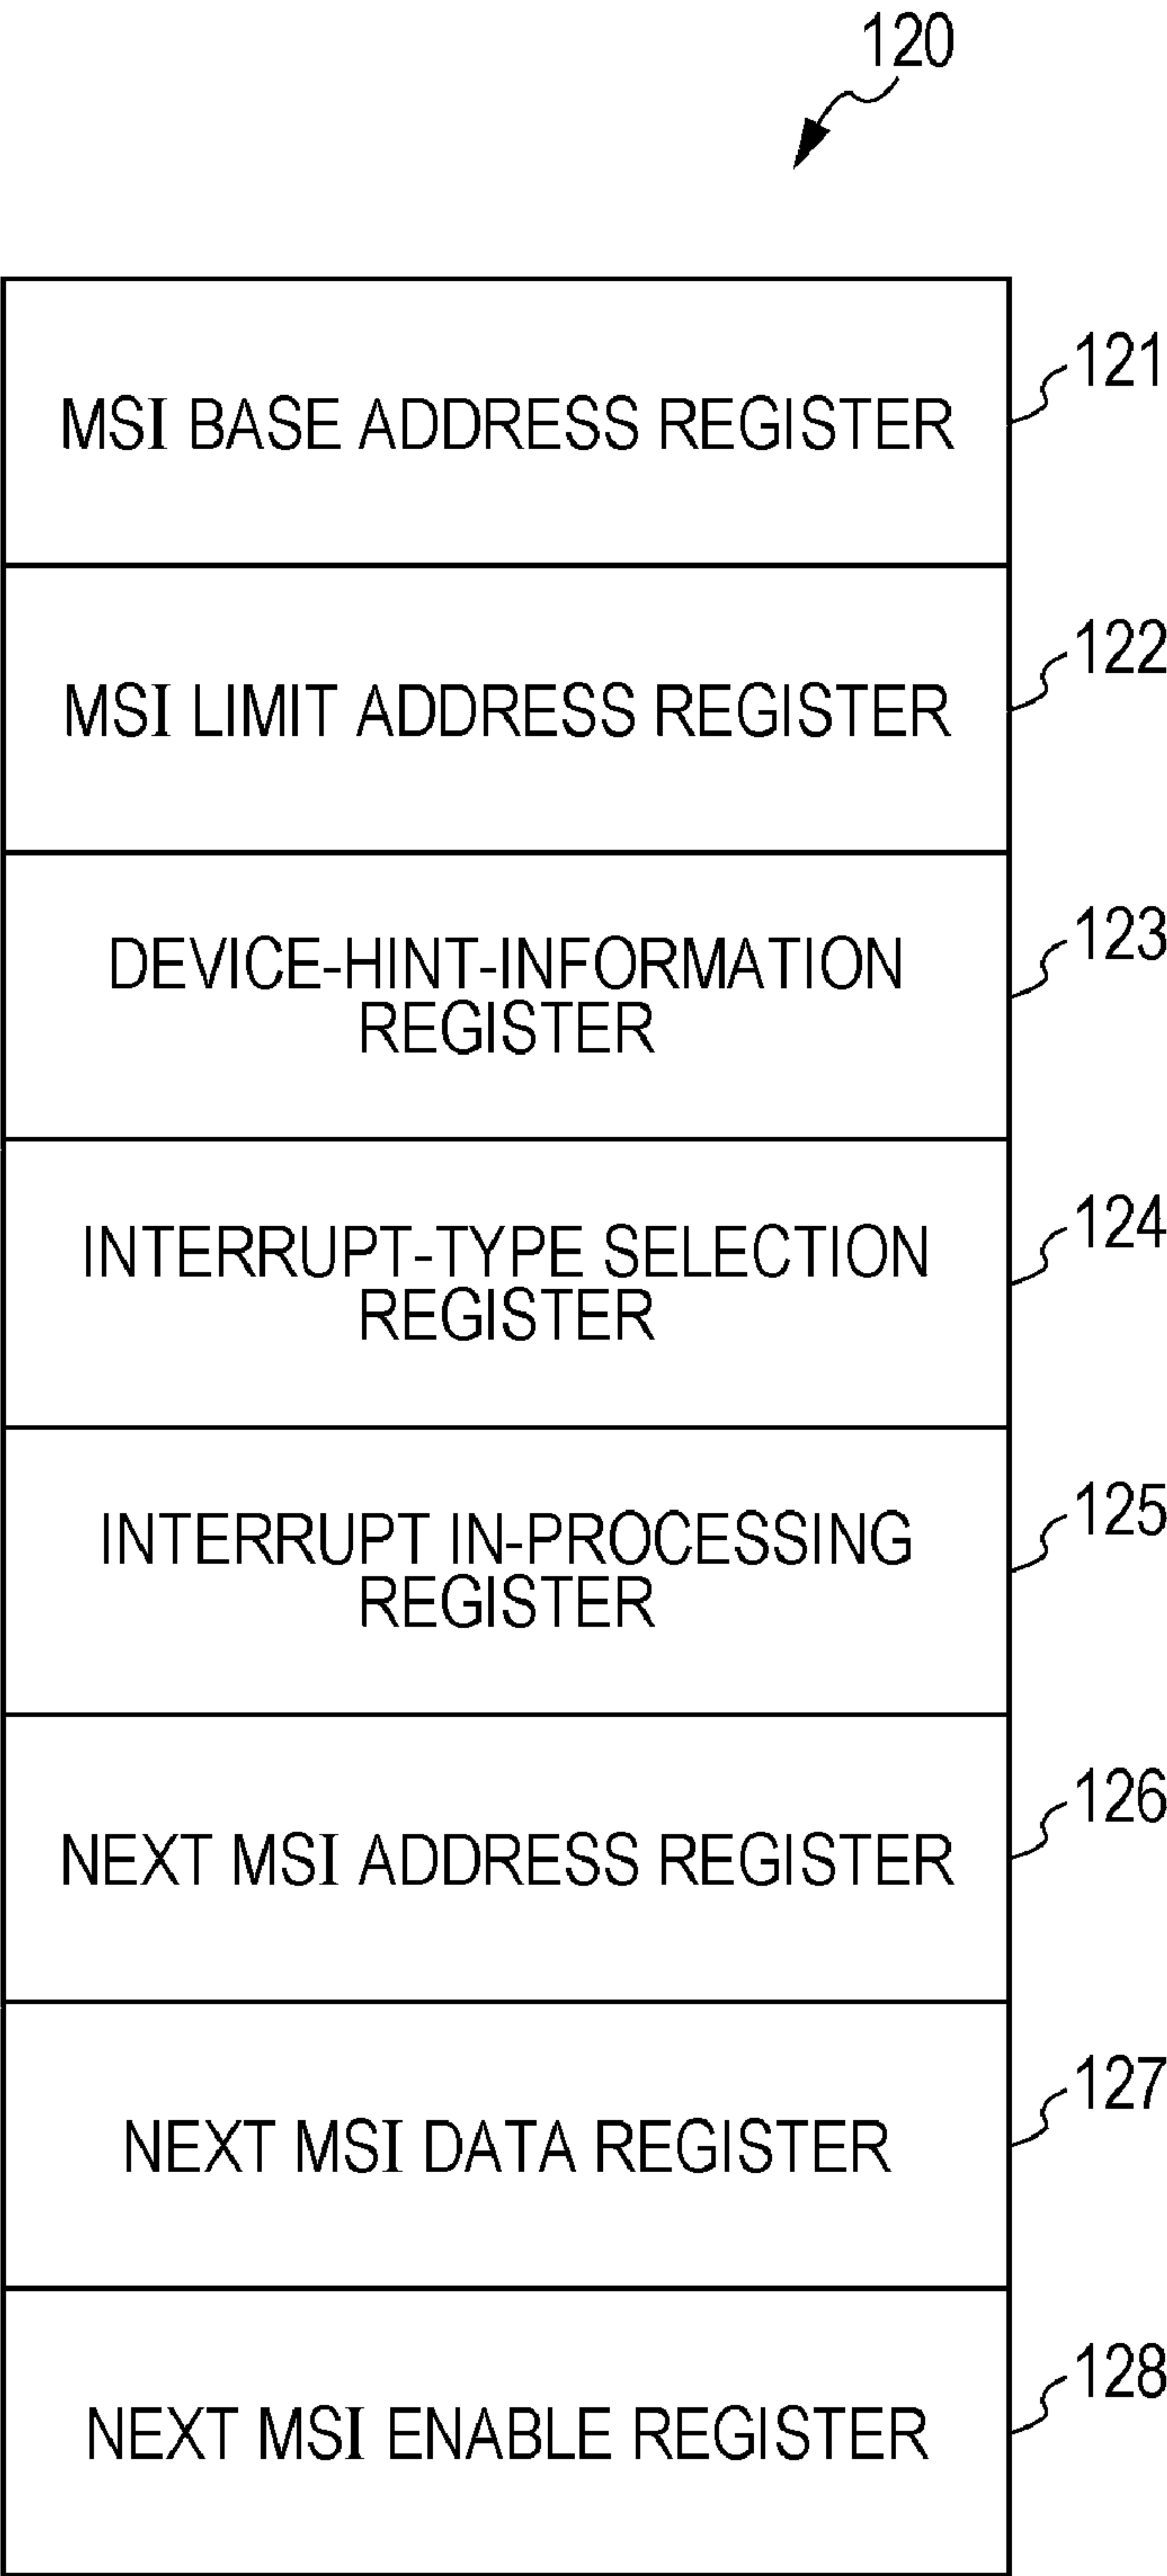 120
MSI BASE ADDRESS REGISTER
121
MSI LIMIT ADDRESS REGISTER
122
DEVICE-HINT-INFORMATION
REGISTER
123
INTERRUPT-TYPE SELECTION
REGISTER
124
INTERRUPT IN-PROCESSING
REGISTER
125
NEXT MSI ADDRESS REGISTER
126
NEXT MSI DATA REGISTER
127
NEXT MSI ENABLE REGISTER
128